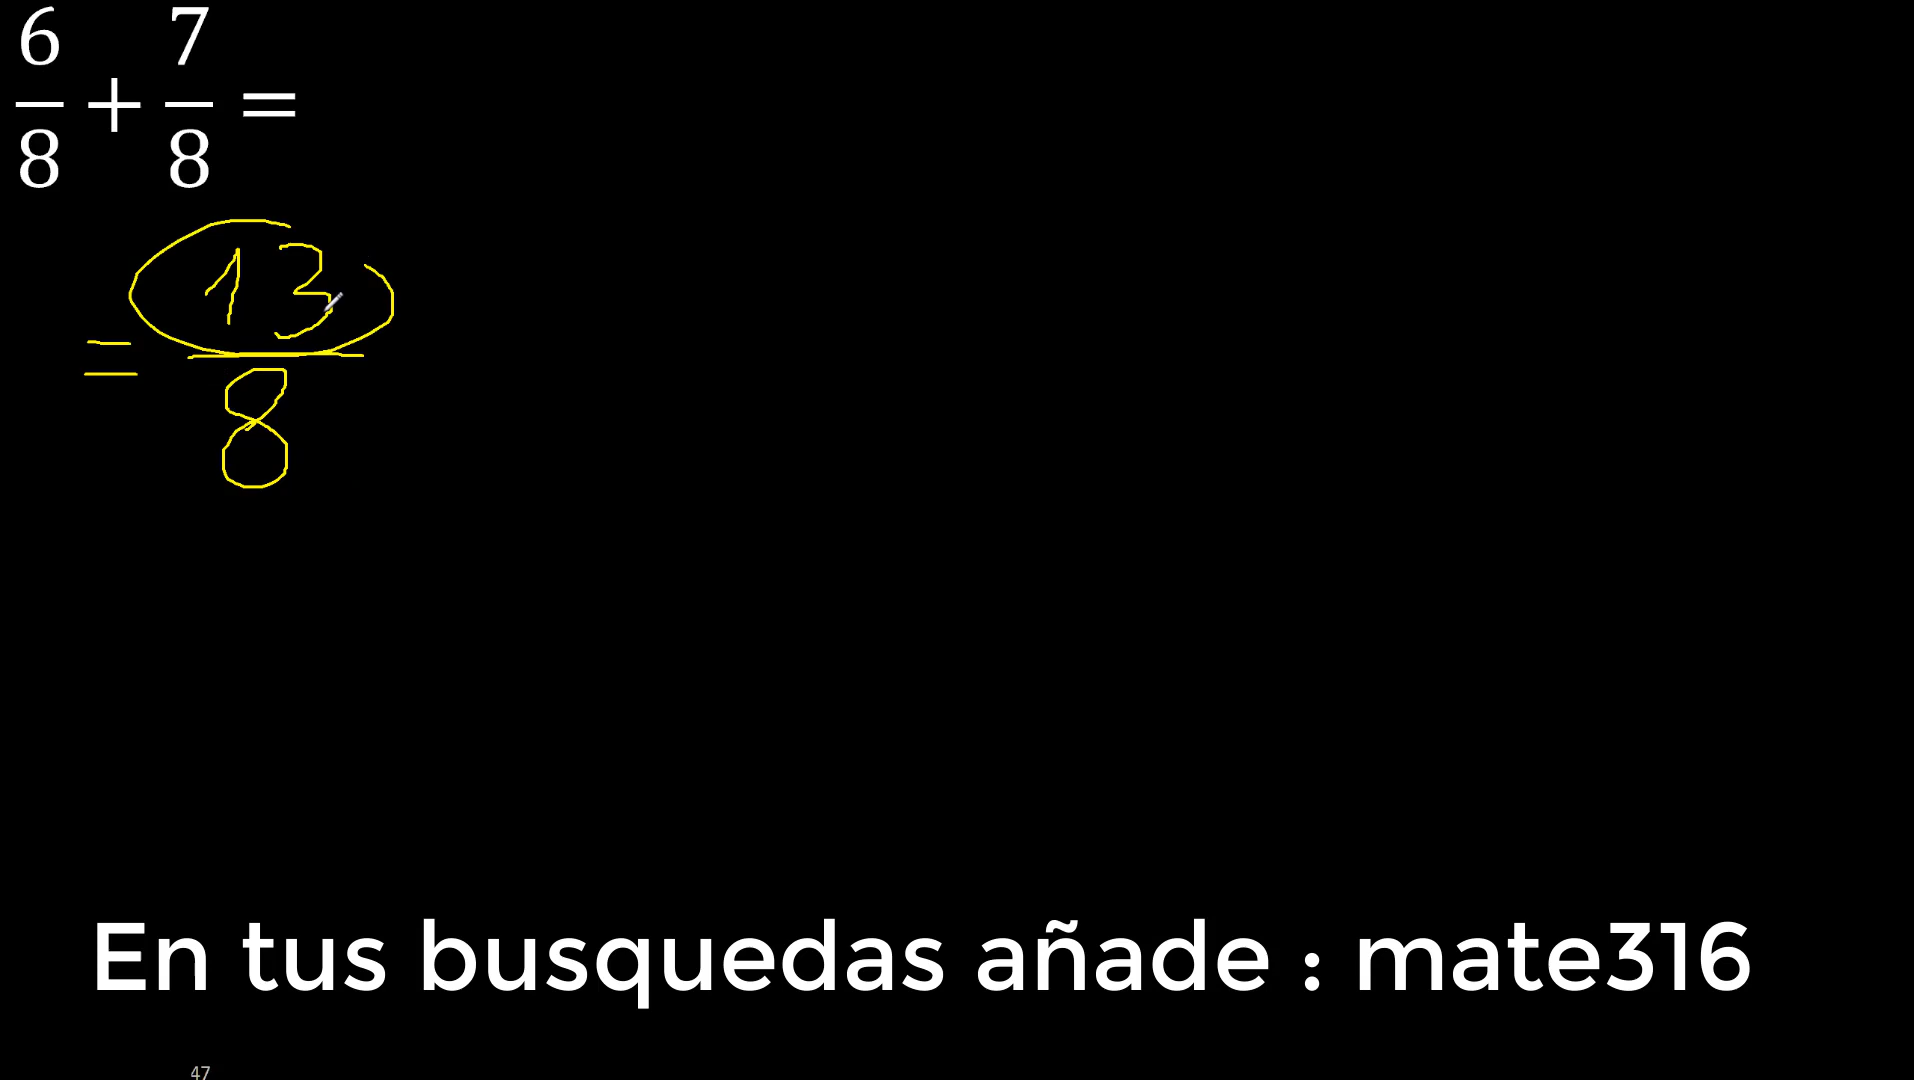 6/8 + 7/8 =
= 13/8
En tus busquedas añade : mate316
47